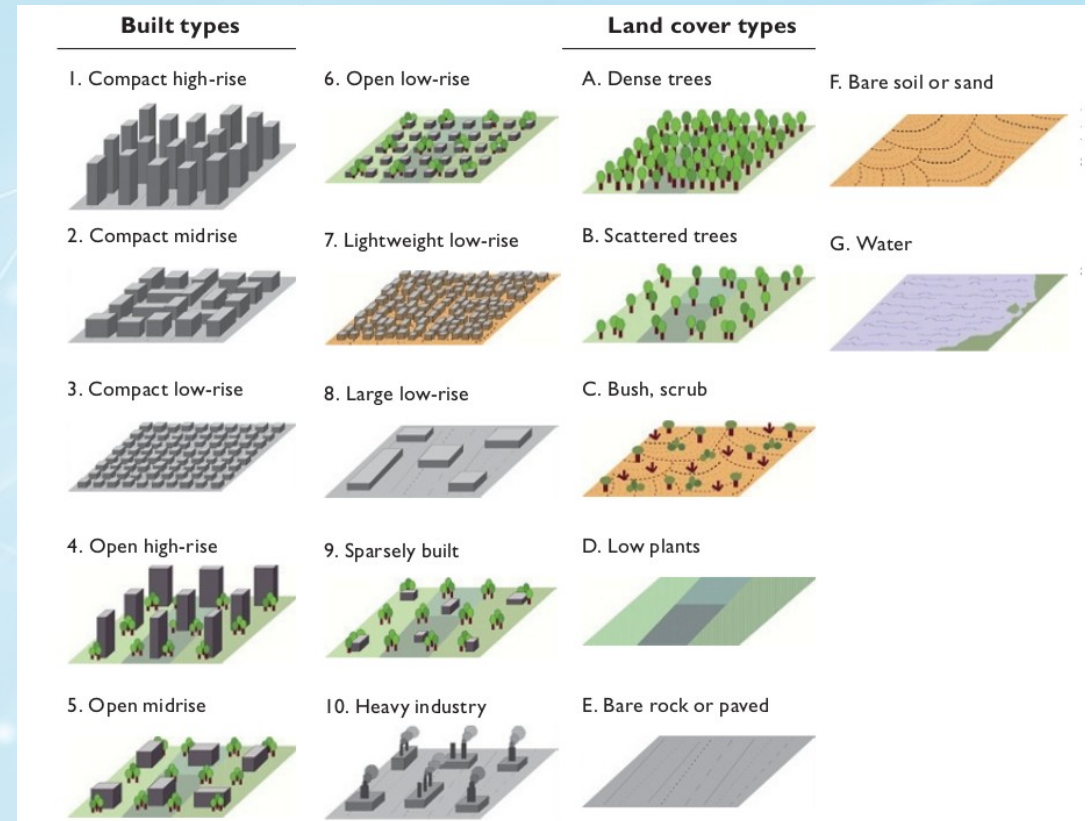 Built types
Land cover types
1. Compact high-rise
6. Open low-rise
A. Dense trees
F. Bare soil or sand
2. Compact midrise
7. Lightweight low-rise
B. Scattered trees
G. Water
3. Compact low-rise
8. Large low-rise
C. Bush, scrub
4. Open high-rise
9. Sparsely built
D. Low plants
5. Open midrise
10. Heavy industry
E. Bare rock or paved